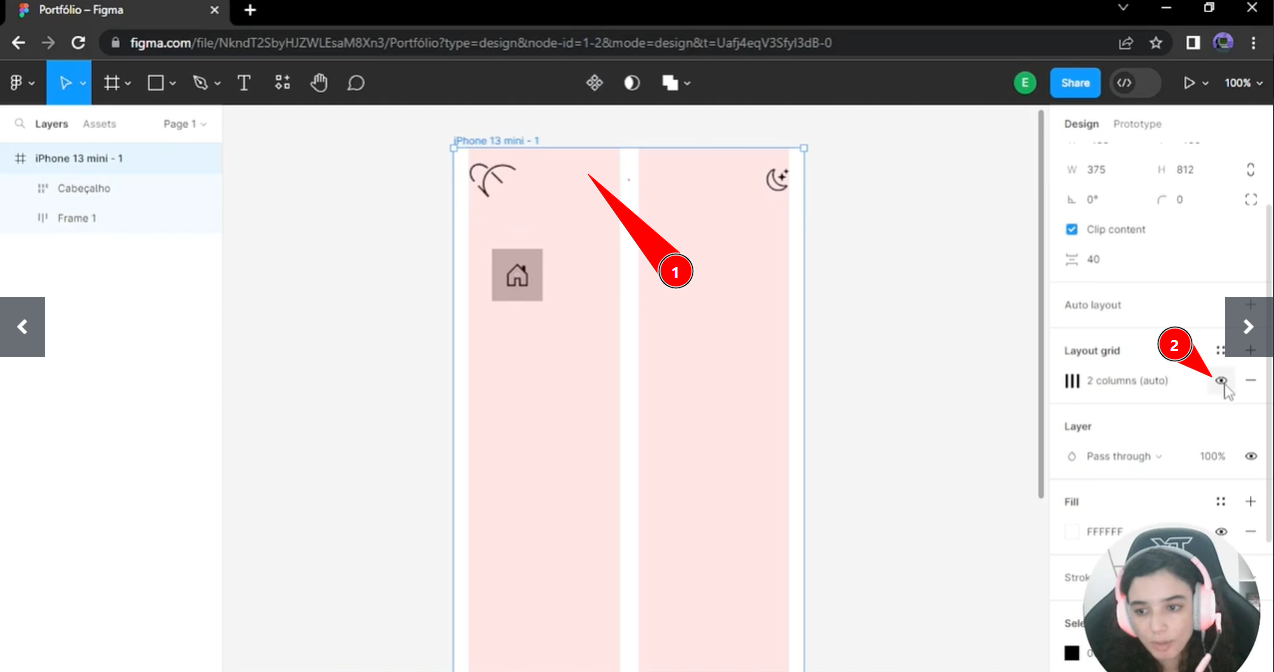 Portfólio – Figma
figma.com/file/NkndT2SbyHJZWLEsaM8Xn3/Portfólio?type=design&node-id=1-2&mode=design&t=Uafj4eqV3SfyI3dB-0
E
Share
100%
Layers
Assets
Page 1
iPhone 13 mini - 1
Cabeçalho
Frame 1
iPhone 13 mini - 1
1
2
Design
Prototype
W 375 H 812
0° 0
Clip content
40
Auto layout
Layout grid
2 columns (auto)
Layer
Pass through 100%
Fill
FFFFFF